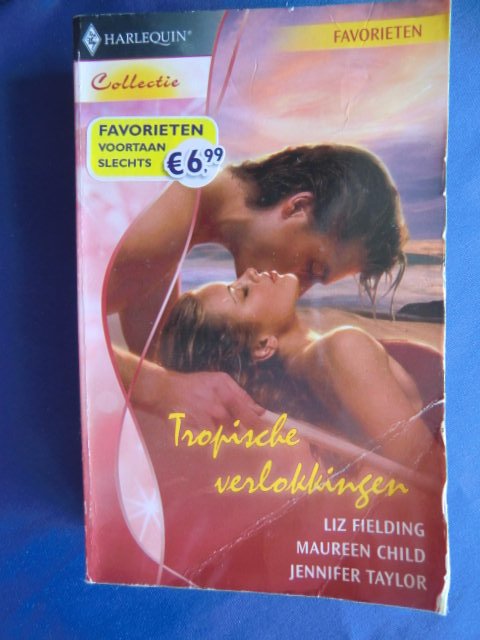 HARLEQUIN®
FAVORIETEN
Collectie
FAVORIETEN
VOORTAAN
SLECHTS €6,99
Tropische
verlokkingen
LIZ FIELDING
MAUREEN CHILD
JENNIFER TAYLOR